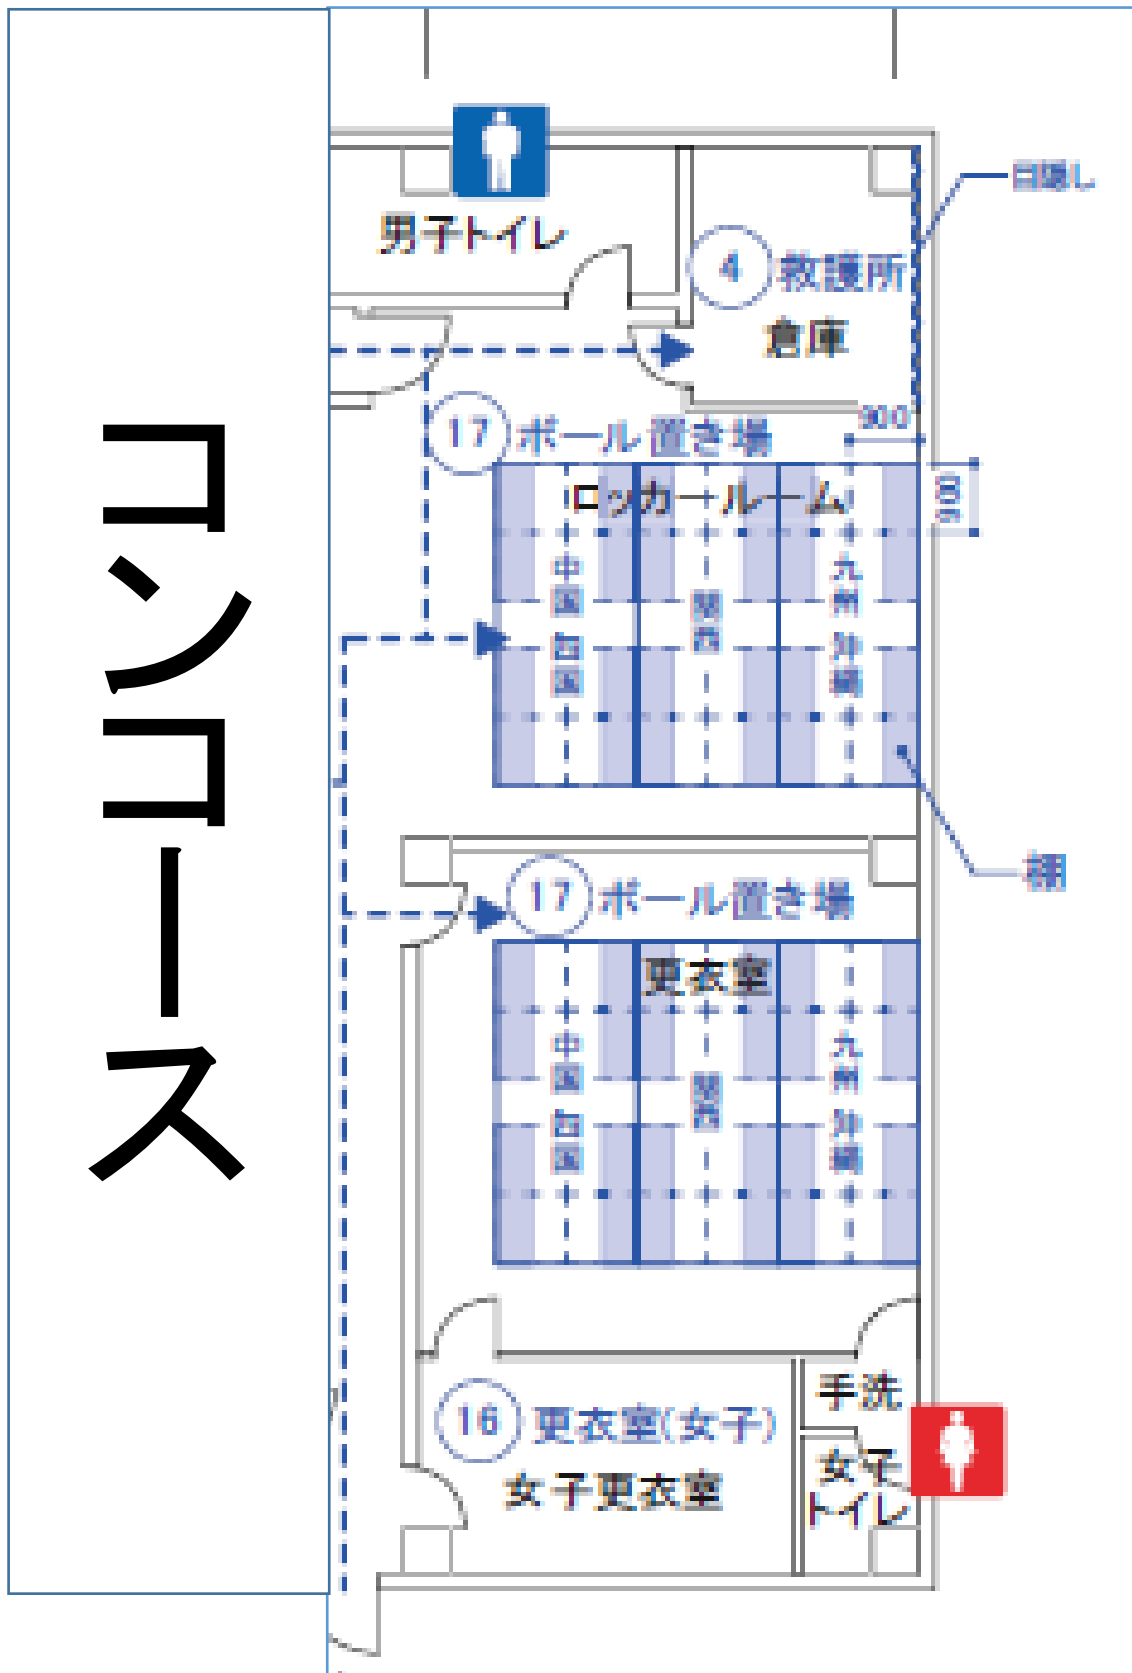 コンコース
男子トイレ
目隠し
4 救護所
倉庫
900
17 ボール置き場
900
ロッカールーム
中国 四国
関西
九州 沖縄
棚
17 ボール置き場
更衣室
中国 四国
関西
九州 沖縄
手洗
16 更衣室(女子)
女子更衣室
女子
トイレ